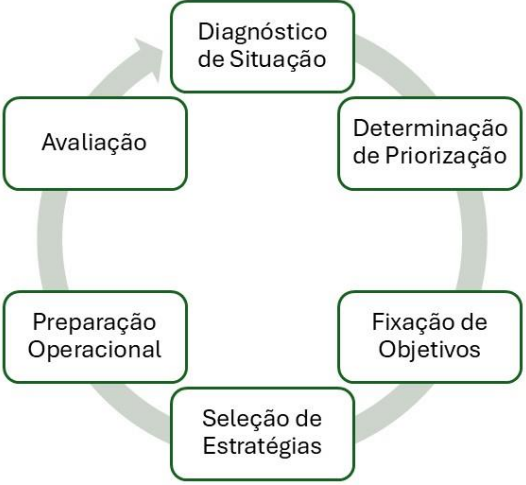 Diagnóstico
de Situação
Determinação
de Priorização
Fixação de
Objetivos
Seleção de
Estratégias
Preparação
Operacional
Avaliação